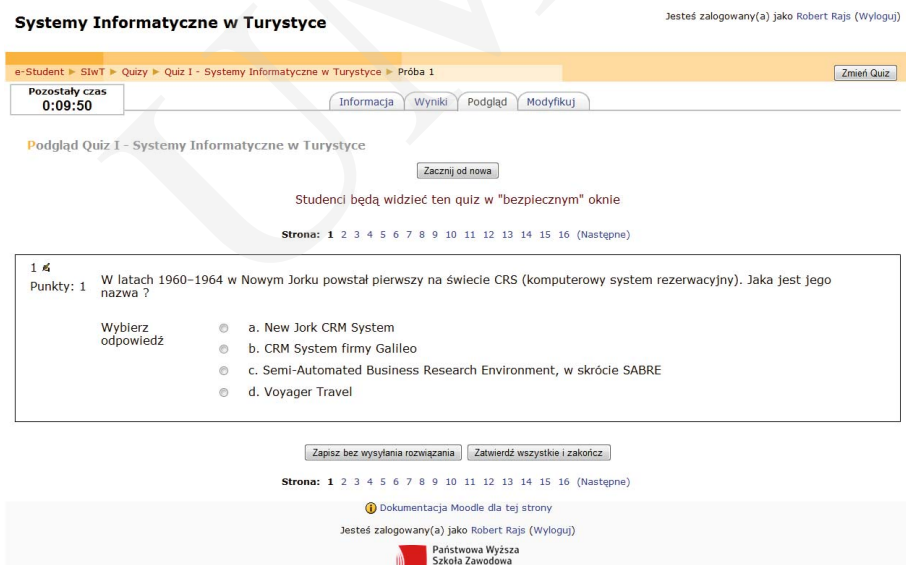 Systemy Informatyczne w Turystyce
Jesteś zalogowany(a) jako Robert Rajs (Wyloguj)
e-Student ► SIwT ► Quizy ► Quiz I - Systemy Informatyczne w Turystyce ► Próba 1
Zmień Quiz
Pozostały czas
0:09:50
Informacja Wyniki Podgląd Modyfikuj
Podgląd Quiz I - Systemy Informatyczne w Turystyce
Zacznij od nowa
Studenci będą widzieć ten quiz w "bezpiecznym" oknie
Strona: 1 2 3 4 5 6 7 8 9 10 11 12 13 14 15 16 (Następne)
1
Punkty: 1
W latach 1960–1964 w Nowym Jorku powstał pierwszy na świecie CRS (komputerowy system rezerwacyjny). Jaka jest jego
nazwa ?
Wybierz
odpowiedź
a. New Jork CRM System
b. CRM System firmy Galileo
c. Semi-Automated Business Research Environment, w skrócie SABRE
d. Voyager Travel
Zapisz bez wysyłania rozwiązania Zatwierdź wszystkie i zakończ
Strona: 1 2 3 4 5 6 7 8 9 10 11 12 13 14 15 16 (Następne)
Dokumentacja Moodle dla tej strony
Jesteś zalogowany(a) jako Robert Rajs (Wyloguj)
Państwowa Wyższa
Szkoła Zawodowa